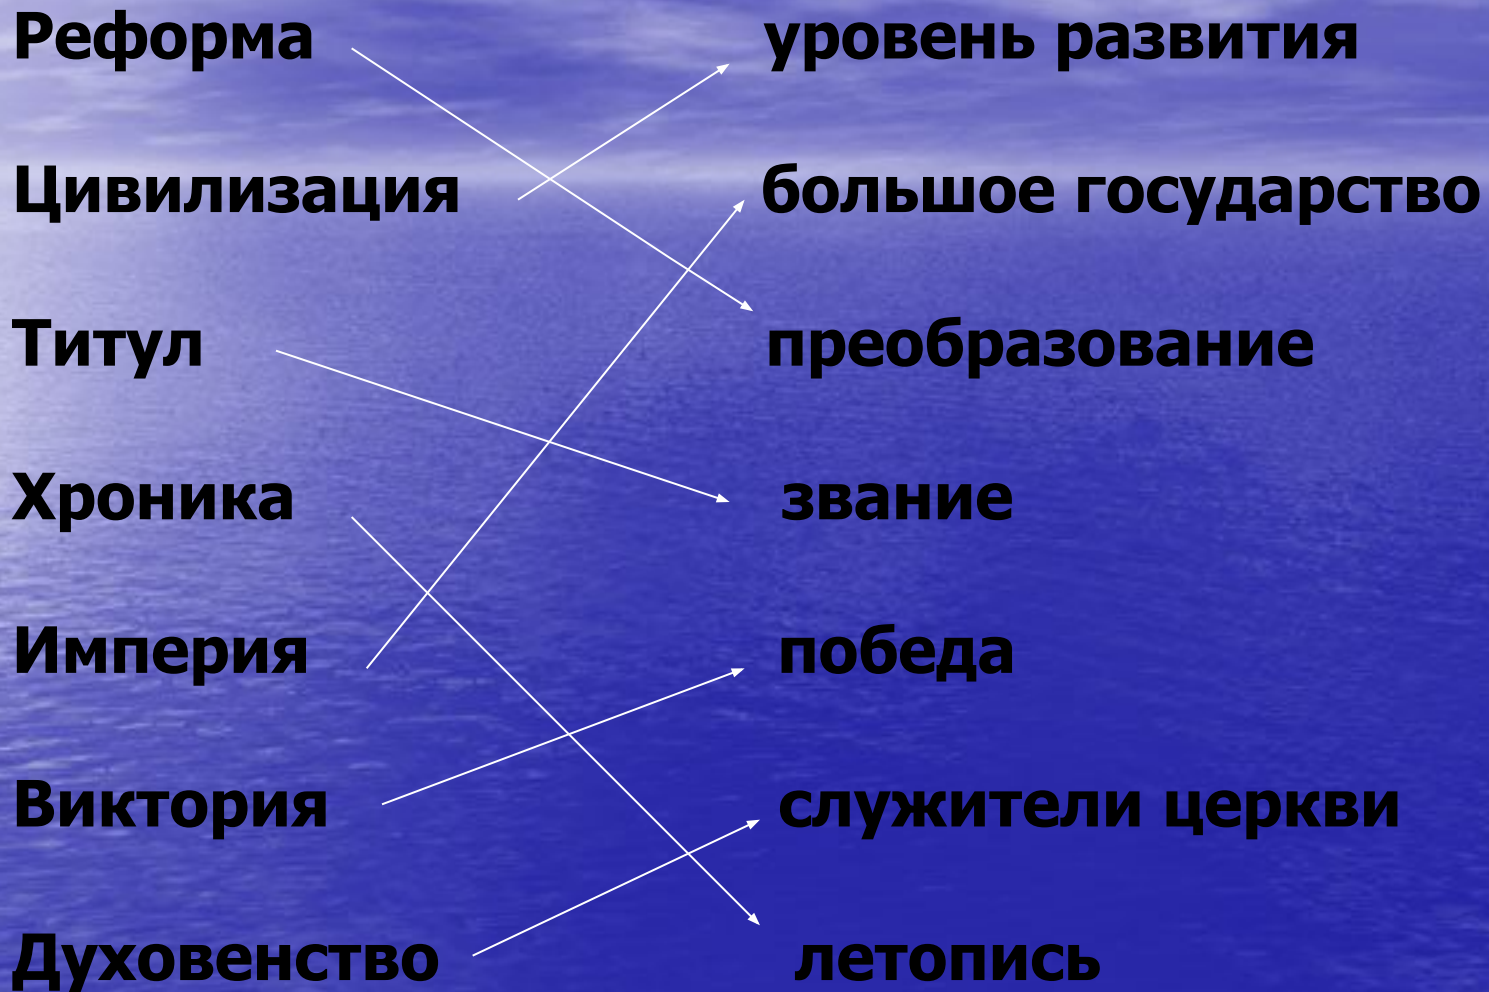 Реформа уровень развития
Цивилизация большое государство
Титул преобразование
Хроника звание
Империя победа
Виктория служители церкви
Духовенство летопись